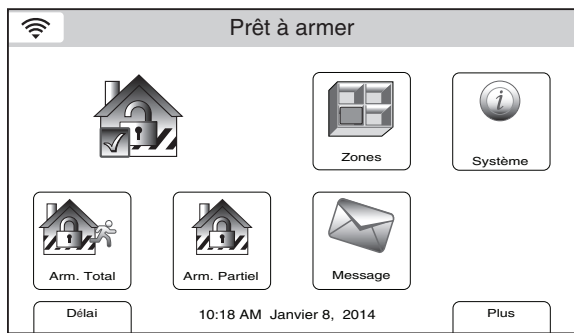 Prêt à armer
Zones
Système
Arm. Total
Arm. Partiel
Message
Délai
10:18 AM Janvier 8, 2014
Plus